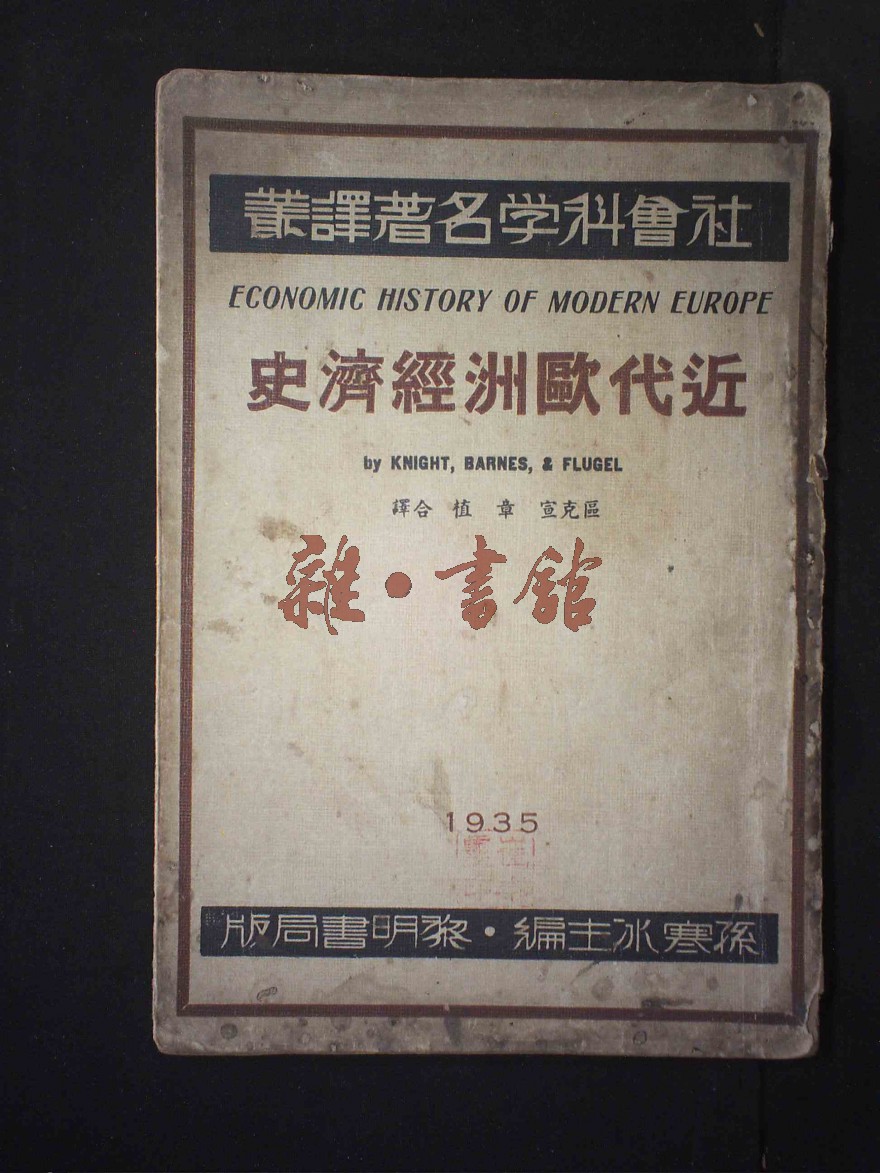 社會科学名著譯叢
ECONOMIC HISTORY OF MODERN EUROPE
近代歐洲經濟史
by KNIGHT, BARNES, & FLUGEL
區克宣 章植 合譯
雜·書館
1935
孫寒冰主編·黎明書局版